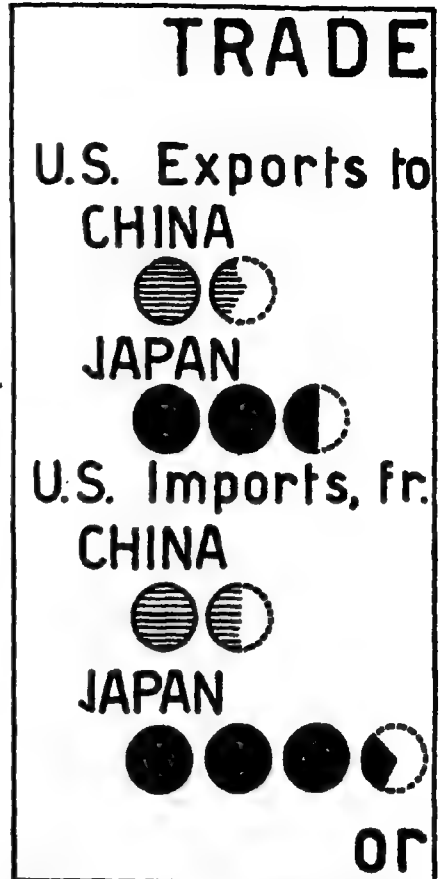 TRADE
U.S. Exports to
CHINA
JAPAN
U.S. Imports, fr.
CHINA
JAPAN
or